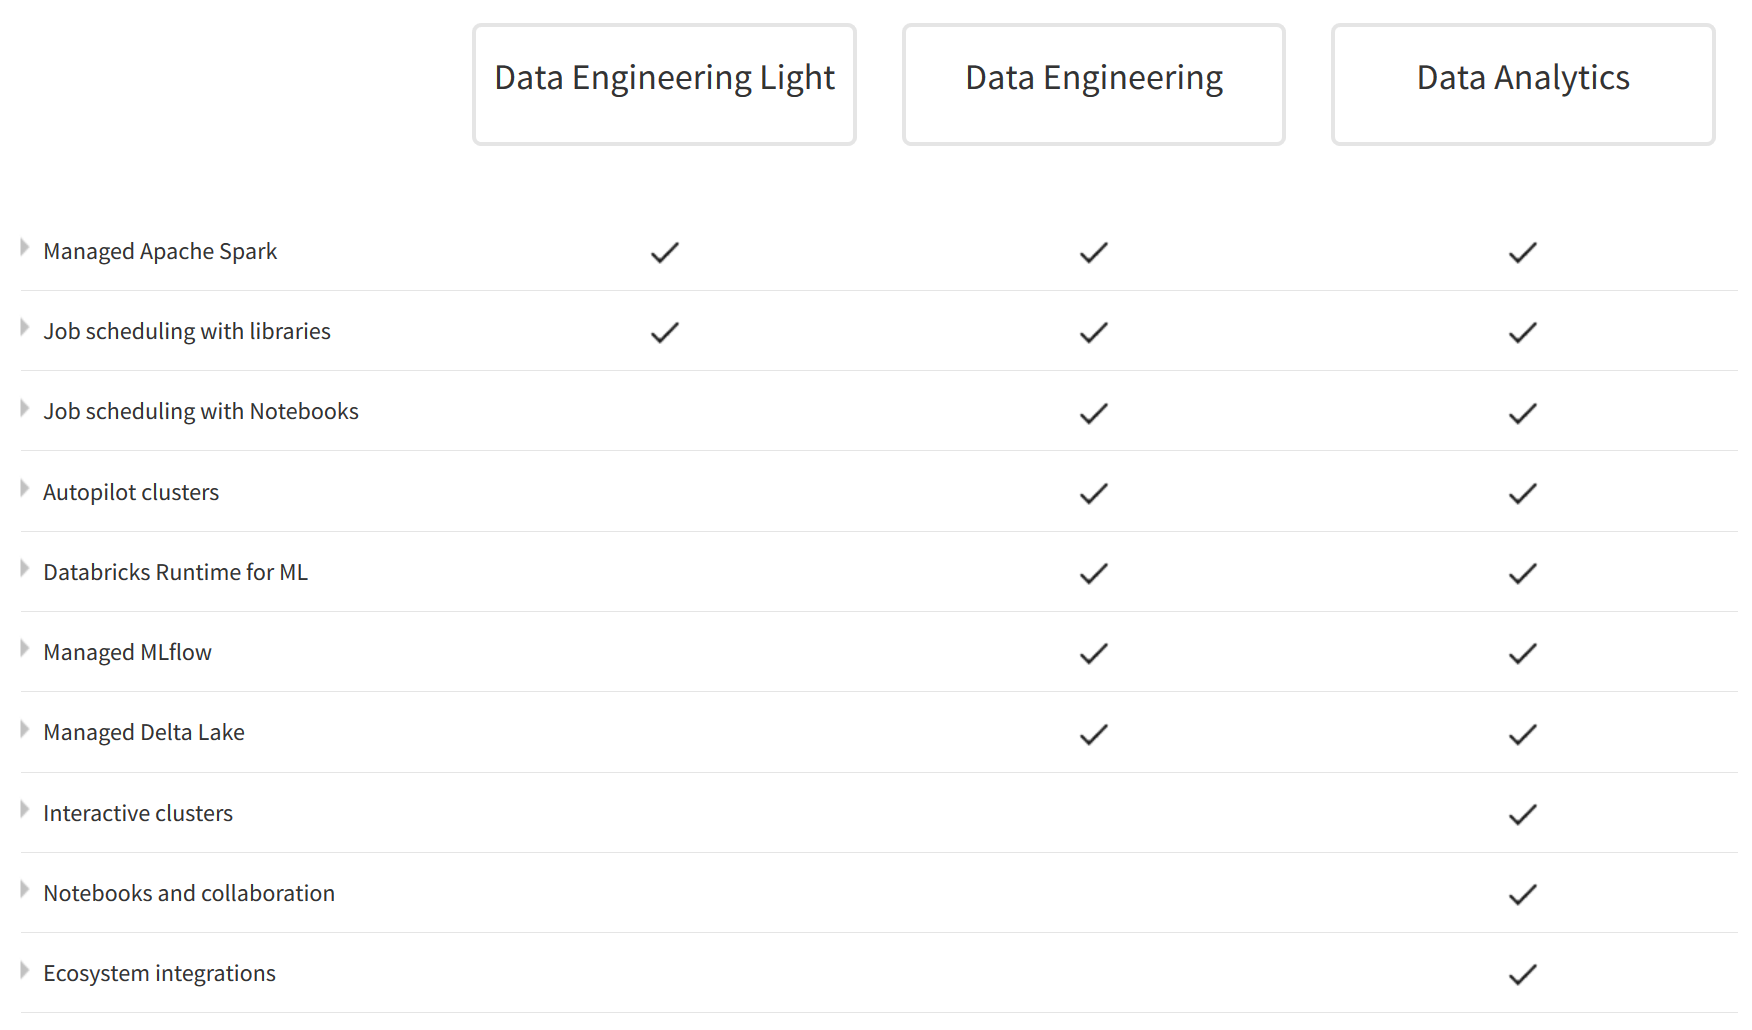 Data Engineering Light
Data Engineering
Data Analytics
Managed Apache Spark
Job scheduling with libraries
Job scheduling with Notebooks
Autopilot clusters
Databricks Runtime for ML
Managed MLflow
Managed Delta Lake
Interactive clusters
Notebooks and collaboration
Ecosystem integrations